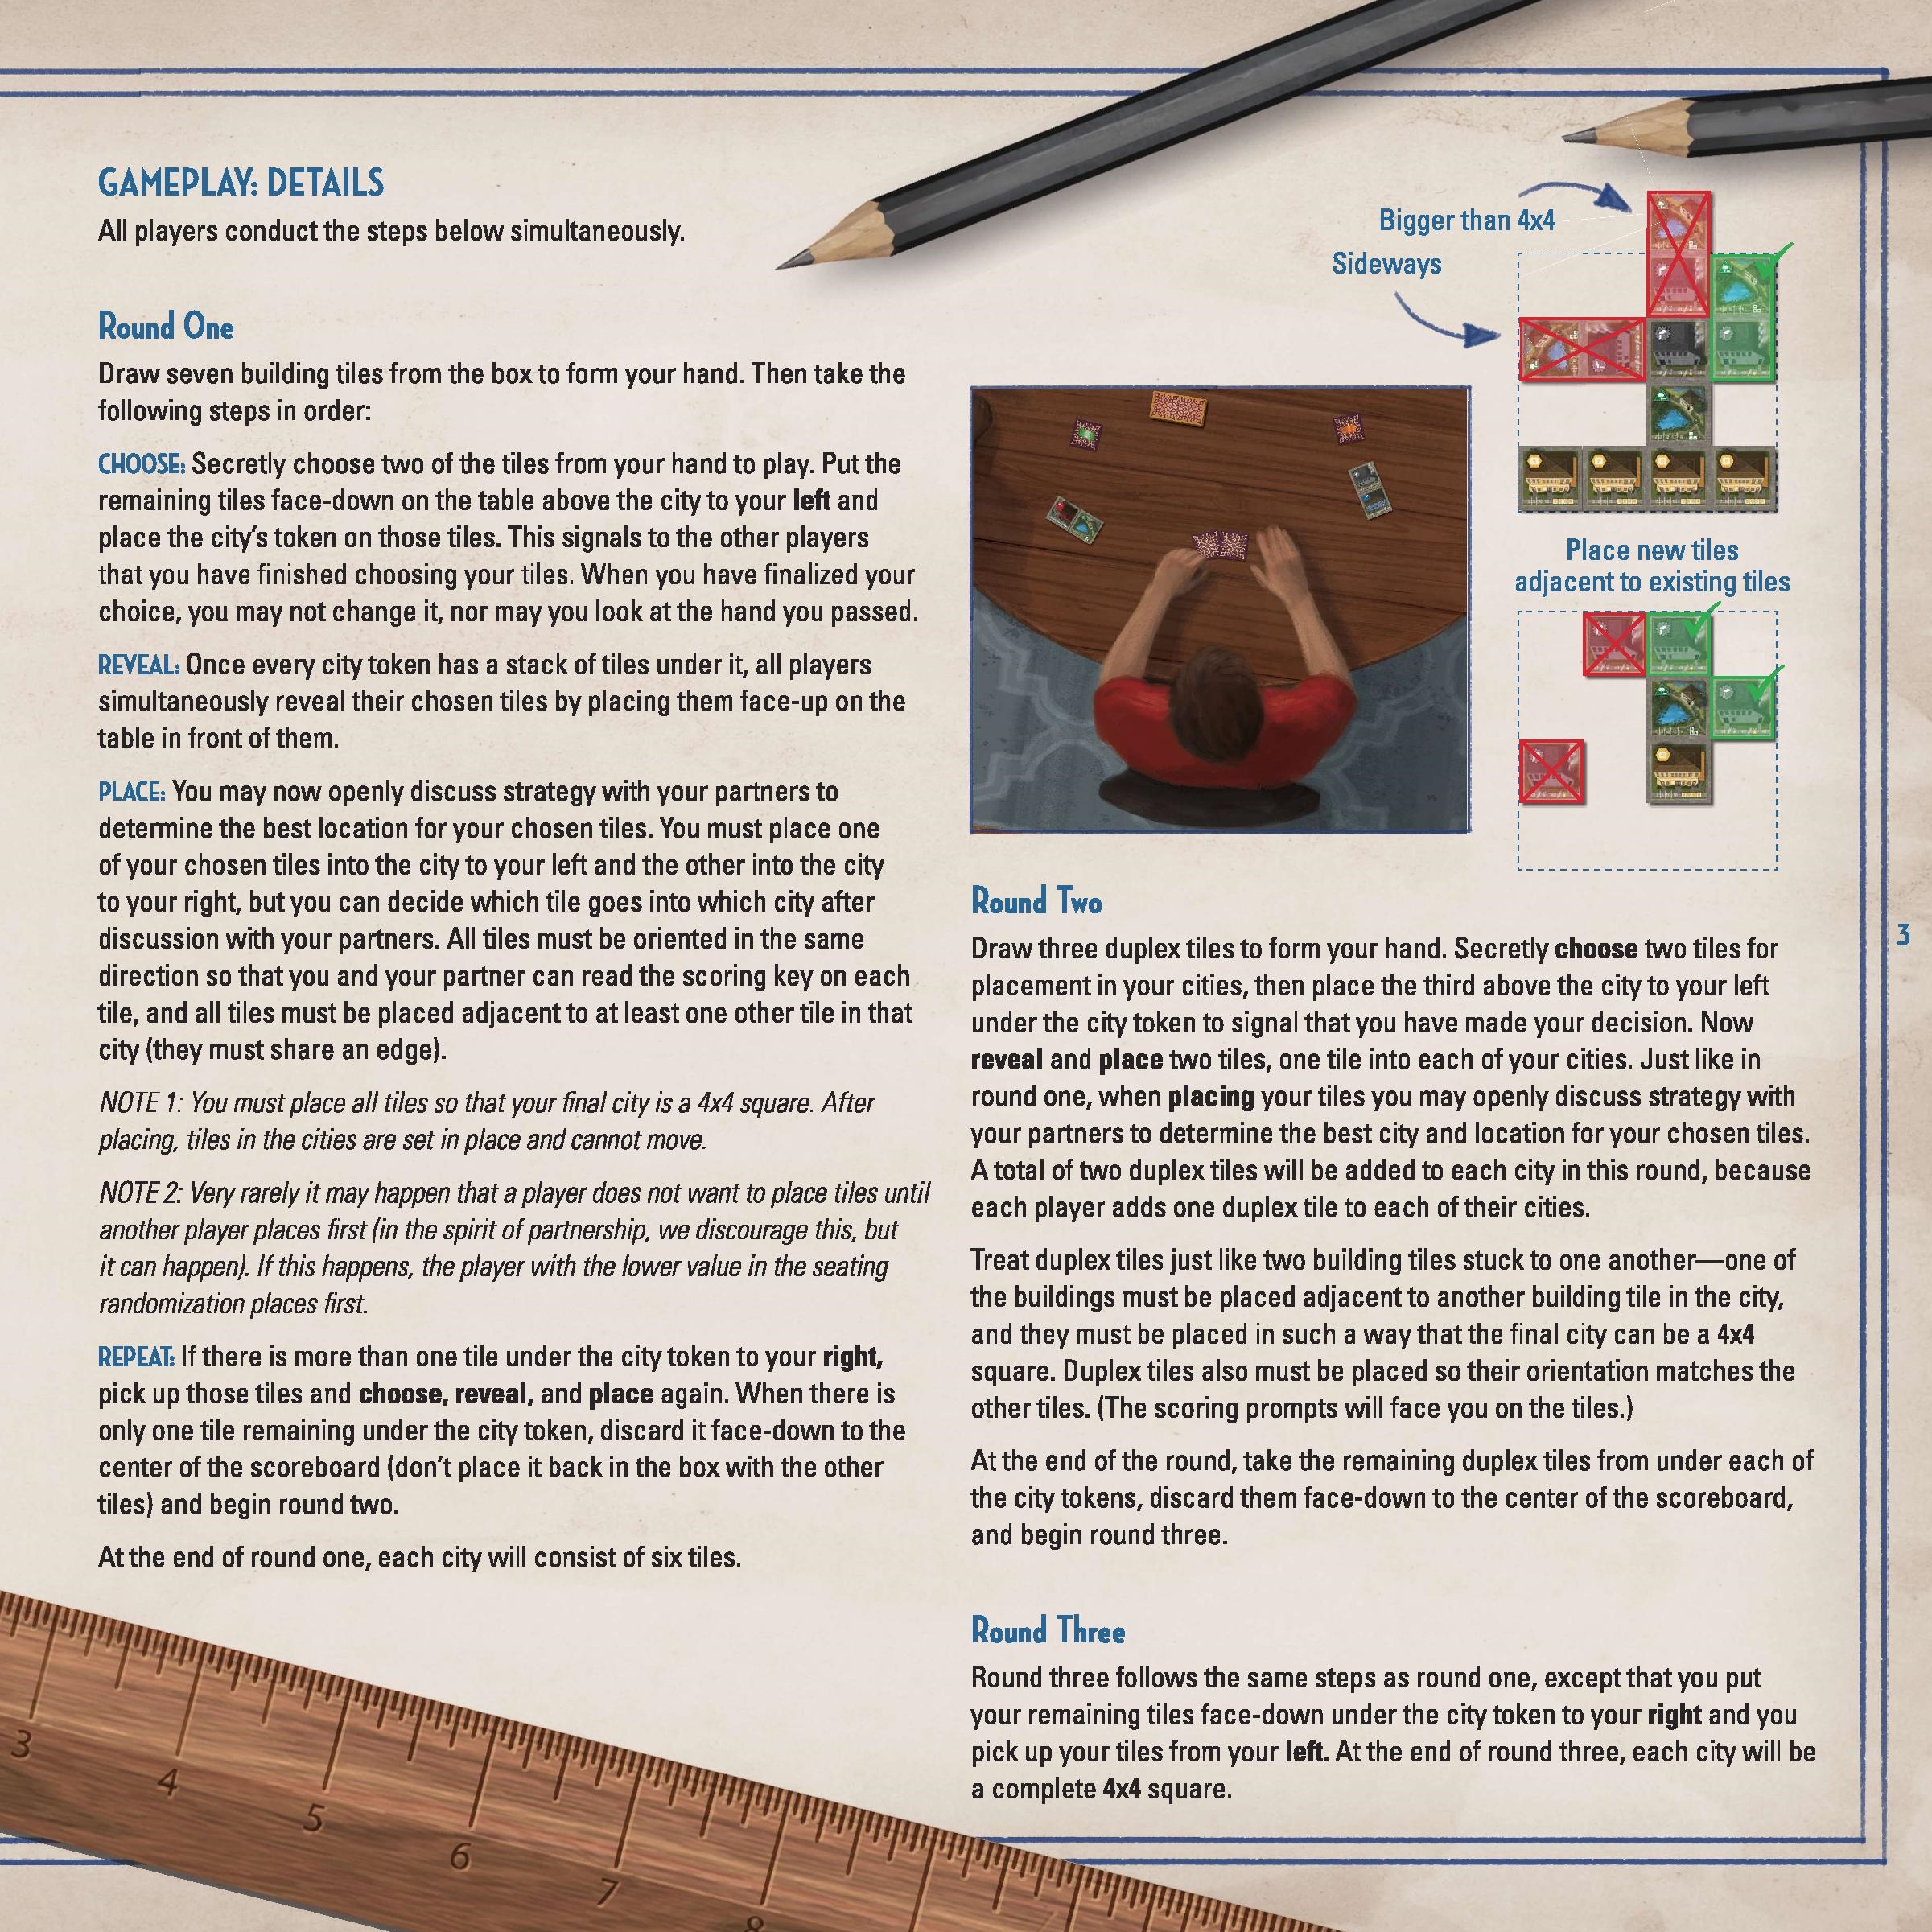 GAMEPLAY: DETAILS
All players conduct the steps below simultaneously.
Round One
Draw seven building tiles from the box to form your hand. Then take the
following steps in order:
CHOOSE: Secretly choose two of the tiles from your hand to play. Put the
remaining tiles face-down on the table above the city to your left and
place the city's token on those tiles. This signals to the other players
that you have finished choosing your tiles. When you have finalized your
choice, you may not change it, nor may you look at the hand you passed.
REVEAL: Once every city token has a stack of tiles under it, all players
simultaneously reveal their chosen tiles by placing them face-up on the
table in front of them.
PLACE: You may now openly discuss strategy with your partners to
determine the best location for your chosen tiles. You must place one
of your chosen tiles into the city to your left and the other into the city
to your right, but you can decide which tile goes into which city after
discussion with your partners. All tiles must be oriented in the same
direction so that you and your partner can read the scoring key on each
tile, and all tiles must be placed adjacent to at least one other tile in that
city (they must share an edge).
NOTE 1: You must place all tiles so that your final city is a 4x4 square. After
placing, tiles in the cities are set in place and cannot move.
NOTE 2: Very rarely it may happen that a player does not want to place tiles until
another player places first (in the spirit of partnership, we discourage this, but
it can happen). If this happens, the player with the lower value in the seating
randomization places first.
REPEAT: If there is more than one tile under the city token to your right,
pick up those tiles and choose, reveal, and place again. When there is
only one tile remaining under the city token, discard it face-down to the
center of the scoreboard (don't place it back in the box with the other
tiles) and begin round two.
At the end of round one, each city will consist of six tiles.
3
4
5
6
7
8
Bigger than 4x4
Sideways
Place new tiles
adjacent to existing tiles
Round Two
Draw three duplex tiles to form your hand. Secretly choose two tiles for
placement in your cities, then place the third above the city to your left
under the city token to signal that you have made your decision. Now
reveal and place two tiles, one tile into each of your cities. Just like in
round one, when placing your tiles you may openly discuss strategy with
your partners to determine the best city and location for your chosen tiles.
A total of two duplex tiles will be added to each city in this round, because
each player adds one duplex tile to each of their cities.
Treat duplex tiles just like two building tiles stuck to one another—one of
the buildings must be placed adjacent to another building tile in the city,
and they must be placed in such a way that the final city can be a 4x4
square. Duplex tiles also must be placed so their orientation matches the
other tiles. (The scoring prompts will face you on the tiles.)
At the end of the round, take the remaining duplex tiles from under each of
the city tokens, discard them face-down to the center of the scoreboard,
and begin round three.
Round Three
Round three follows the same steps as round one, except that you put
your remaining tiles face-down under the city token to your right and you
pick up your tiles from your left. At the end of round three, each city will be
a complete 4x4 square.
3